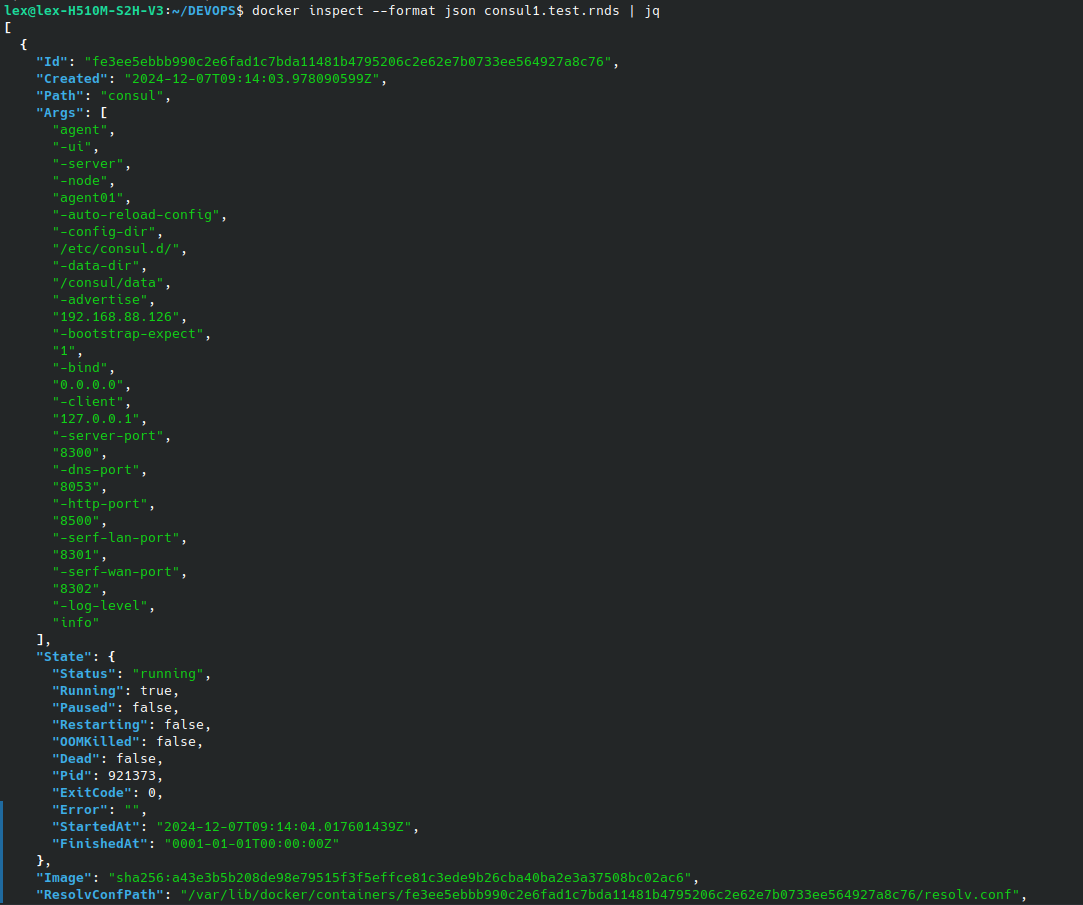 lex@lex-H510M-S2H-V3:~/DEVOPS$ docker inspect --format json consul1.test.rnds | jq
[
  {
    "Id": "fe3ee5ebbb990c2e6fad1c7bda11481b4795206c2e62e7b0733ee564927a8c76",
    "Created": "2024-12-07T09:14:03.978090599Z",
    "Path": "consul",
    "Args": [
      "agent",
      "-ui",
      "-server",
      "-node",
      "agent01",
      "-auto-reload-config",
      "-config-dir",
      "/etc/consul.d/",
      "-data-dir",
      "/consul/data",
      "-advertise",
      "192.168.88.126",
      "-bootstrap-expect",
      "1",
      "-bind",
      "0.0.0.0",
      "-client",
      "127.0.0.1",
      "-server-port",
      "8300",
      "-dns-port",
      "8053",
      "-http-port",
      "8500",
      "-serf-lan-port",
      "8301",
      "-serf-wan-port",
      "8302",
      "-log-level",
      "info"
    ],
    "State": {
      "Status": "running",
      "Running": true,
      "Paused": false,
      "Restarting": false,
      "OOMKilled": false,
      "Dead": false,
      "Pid": 921373,
      "ExitCode": 0,
      "Error": "",
      "StartedAt": "2024-12-07T09:14:04.017601439Z",
      "FinishedAt": "0001-01-01T00:00:00Z"
    },
    "Image": "sha256:a43e3b5b208de98e79515f3f5effce81c3ede9b26cba40ba2e3a37508bc02ac6",
    "ResolvConfPath": "/var/lib/docker/containers/fe3ee5ebbb990c2e6fad1c7bda11481b4795206c2e62e7b0733ee564927a8c76/resolv.conf",